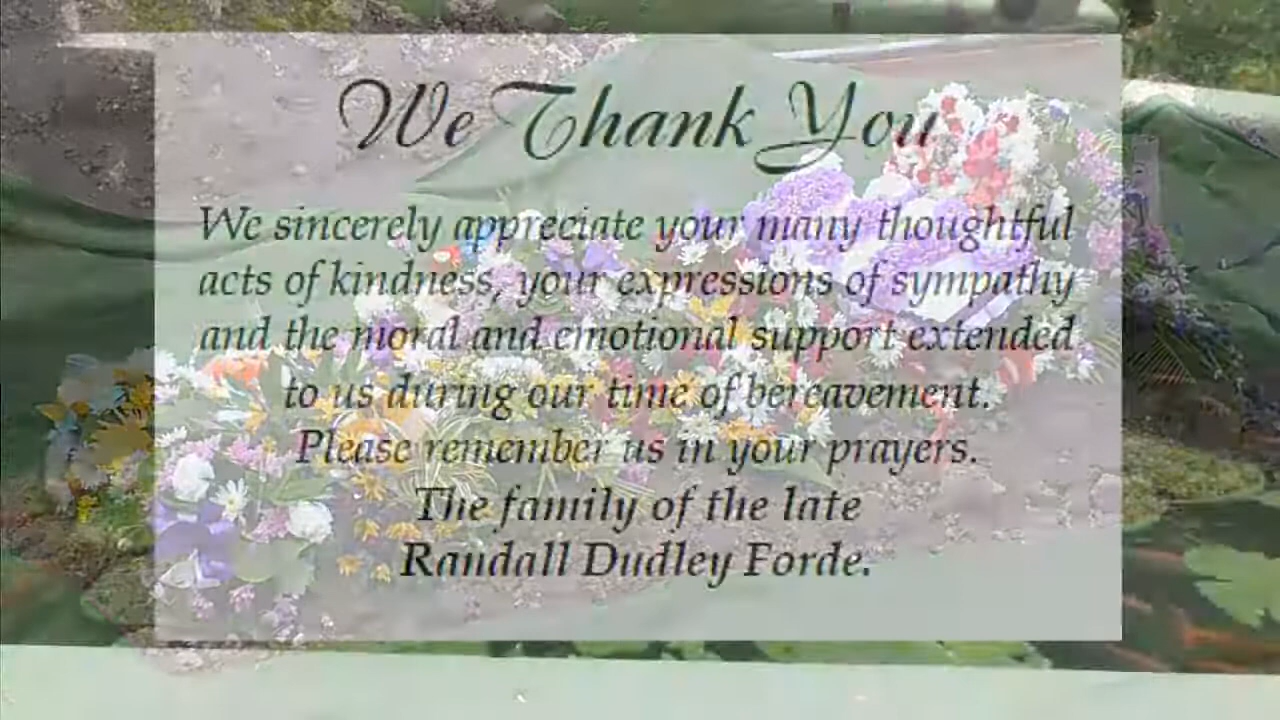 We Thank You
We sincerely appreciate your many thoughtful
acts of kindness, your expressions of sympathy
and the moral and emotional support extended
to us during our time of bereavement.
Please remember us in your prayers.
The family of the late
Randall Dudley Forde.